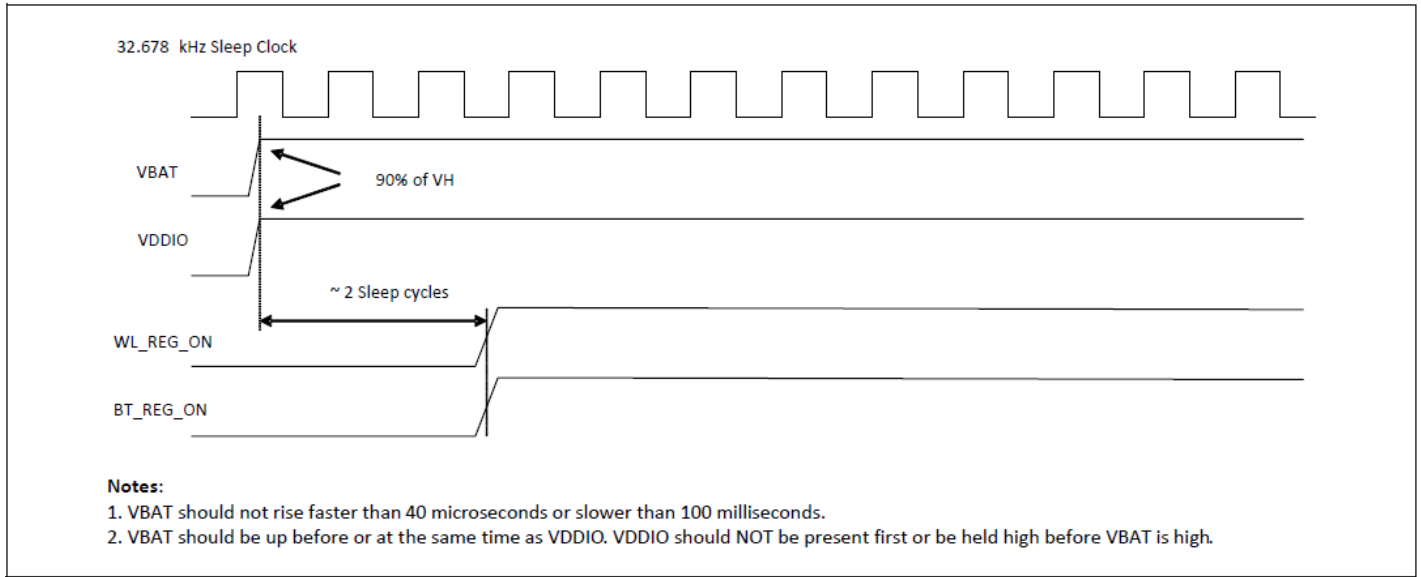 32.678 kHz Sleep Clock
VBAT
90% of VH
VDDIO
~ 2 Sleep cycles
WL_REG_ON
BT_REG_ON
Notes:
1. VBAT should not rise faster than 40 microseconds or slower than 100 milliseconds.
2. VBAT should be up before or at the same time as VDDIO. VDDIO should NOT be present first or be held high before VBAT is high.